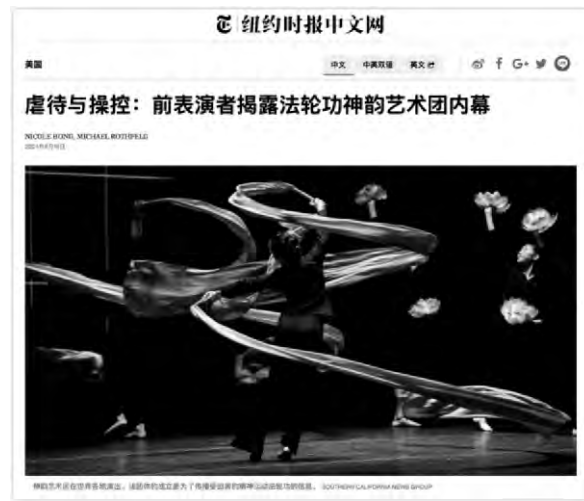 纽约时报中文网
美国
中文 中英双语 英文
虐待与操控：前表演者揭露法轮功神韵艺术团内幕
NICOLE HONG, MICHAEL ROTHFELD
SOUTHERN CALIFORNIA NEWS GROUP